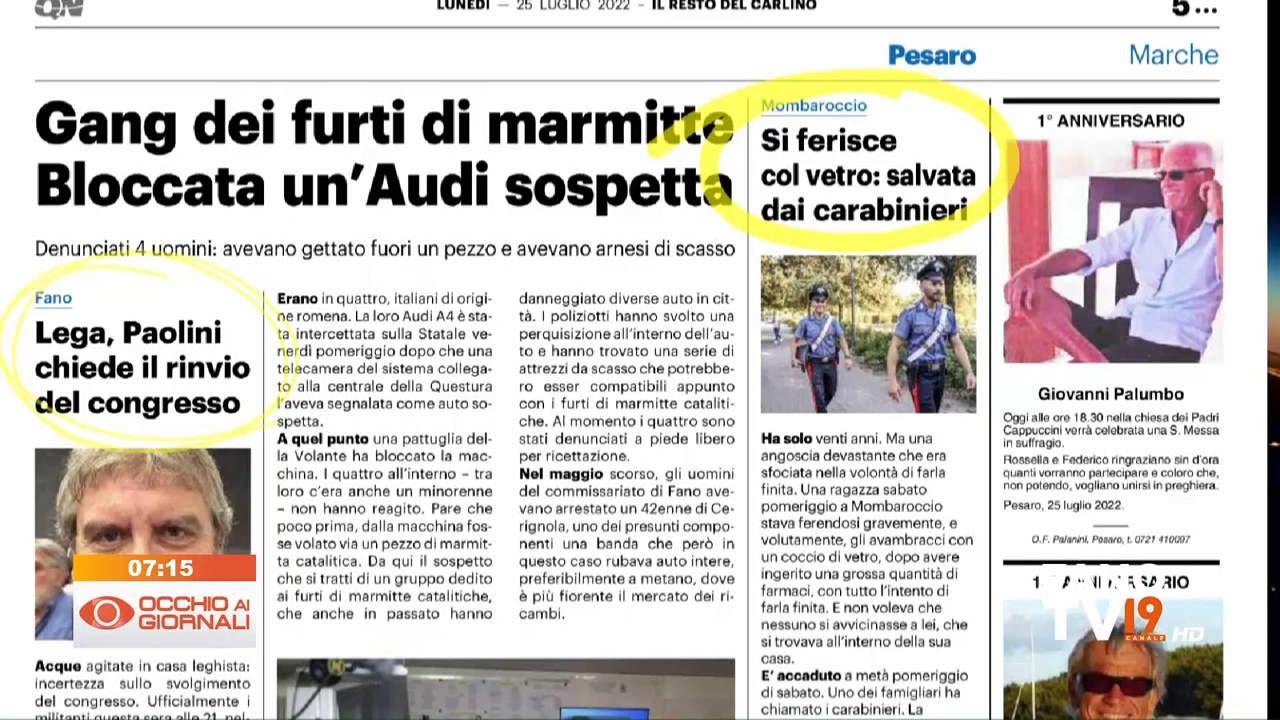 QN
LUNEDÌ — 25 LUGLIO 2022 – IL RESTO DEL CARLINO
5 ...
Pesaro
Marche
Gang dei furti di marmitte
Bloccata un'Audi sospetta
Denunciati 4 uomini: avevano gettato fuori un pezzo e avevano arnesi di scasso
Fano
Lega, Paolini
chiede il rinvio
del congresso
Acque agitate in casa leghista:
incertezza sullo svolgimento
del congresso. Ufficialmente i
militanti questa sera alle 21, nel-
Erano in quattro, italiani di origi-
ne romena. La loro Audi A4 è sta-
ta intercettata sulla Statale ve-
nerdì pomeriggio dopo che una
telecamera del sistema collega-
to alla centrale della Questura
l'aveva segnalata come auto so-
spetta.
A quel punto una pattuglia del-
la Volante ha bloccato la mac-
china. I quattro all'interno – tra
loro c'era anche un minorenne
– non hanno reagito. Pare che
poco prima, dalla macchina fos-
se volato via un pezzo di marmit-
ta catalitica. Da qui il sospetto
che si tratti di un gruppo dedito
ai furti di marmitte catalitiche,
che anche in passato hanno
danneggiato diverse auto in cit-
tà. I poliziotti hanno svolto una
perquisizione all'interno dell'au-
to e hanno trovato una serie di
attrezzi da scasso che potrebbe-
ro esser compatibili appunto
con i furti di marmitte cataliti-
che. Al momento i quattro sono
stati denunciati a piede libero
per ricettazione.
Nel maggio scorso, gli uomini
del commissariato di Fano ave-
vano arrestato un 42enne di Ce-
rignola, uno dei presunti compo-
nenti una banda che però in
questo caso rubava auto intere,
preferibilmente a metano, dove
è più fiorente il mercato dei ri-
cambi.
Mombaroccio
Si ferisce
col vetro: salvata
dai carabinieri
Ha solo venti anni. Ma una
angoscia devastante che era
sfociata nella volontà di farla
finita. Una ragazza sabato
pomeriggio a Mombaroccio
stava ferendosi gravemente, e
volutamente, gli avambracci con
un coccio di vetro, dopo avere
ingerito una grossa quantità di
farmaci, con tutto l'intento di
farla finita. E non voleva che
nessuno si avvicinasse a lei, che
si trovava all'interno della sua
casa.
E' accaduto a metà pomeriggio
di sabato. Uno dei famigliari ha
chiamato i carabinieri. La
1° ANNIVERSARIO
Giovanni Palumbo
Oggi alle ore 18.30 nella chiesa dei Padri
Cappuccini verrà celebrata una S. Messa
in suffragio.
Rossella e Federico ringraziano sin d'ora
quanti vorranno partecipare e coloro che,
non potendo, vogliano unirsi in preghiera.
Pesaro, 25 luglio 2022.
O.F. Palanini, Pesaro, t. 0721 410097
1° ANNIVERSARIO
07:15
OCCHIO AI
GIORNALI
FANO
TV 19
CANALE HD